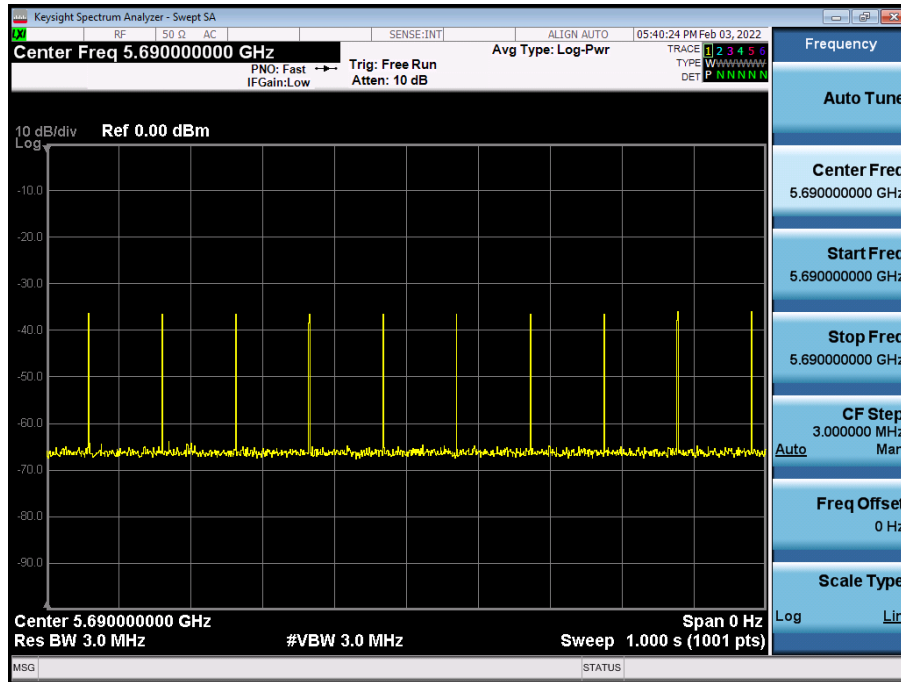 Keysight Spectrum Analyzer - Swept SA
LXI RF 50 Ω AC SENSE:INT ALIGN AUTO 05:40:24 PM Feb 03, 2022
Center Freq 5.690000000 GHz
PNO: Fast
IFGain:Low
Trig: Free Run
Atten: 10 dB
Avg Type: Log-Pwr
TRACE 1 2 3 4 5 6
TYPE WWWWWW
DET P N N N N N
10 dB/div Ref 0.00 dBm
Log
-10.0
-20.0
-30.0
-40.0
-50.0
-60.0
-70.0
-80.0
-90.0
Center 5.690000000 GHz Span 0 Hz
Res BW 3.0 MHz #VBW 3.0 MHz Sweep 1.000 s (1001 pts)
MSG STATUS
Frequency
Auto Tune
Center Freq
5.690000000 GHz
Start Freq
5.690000000 GHz
Stop Freq
5.690000000 GHz
CF Step
3.000000 MHz
Auto Man
Freq Offset
0 Hz
Scale Type
Log Lin